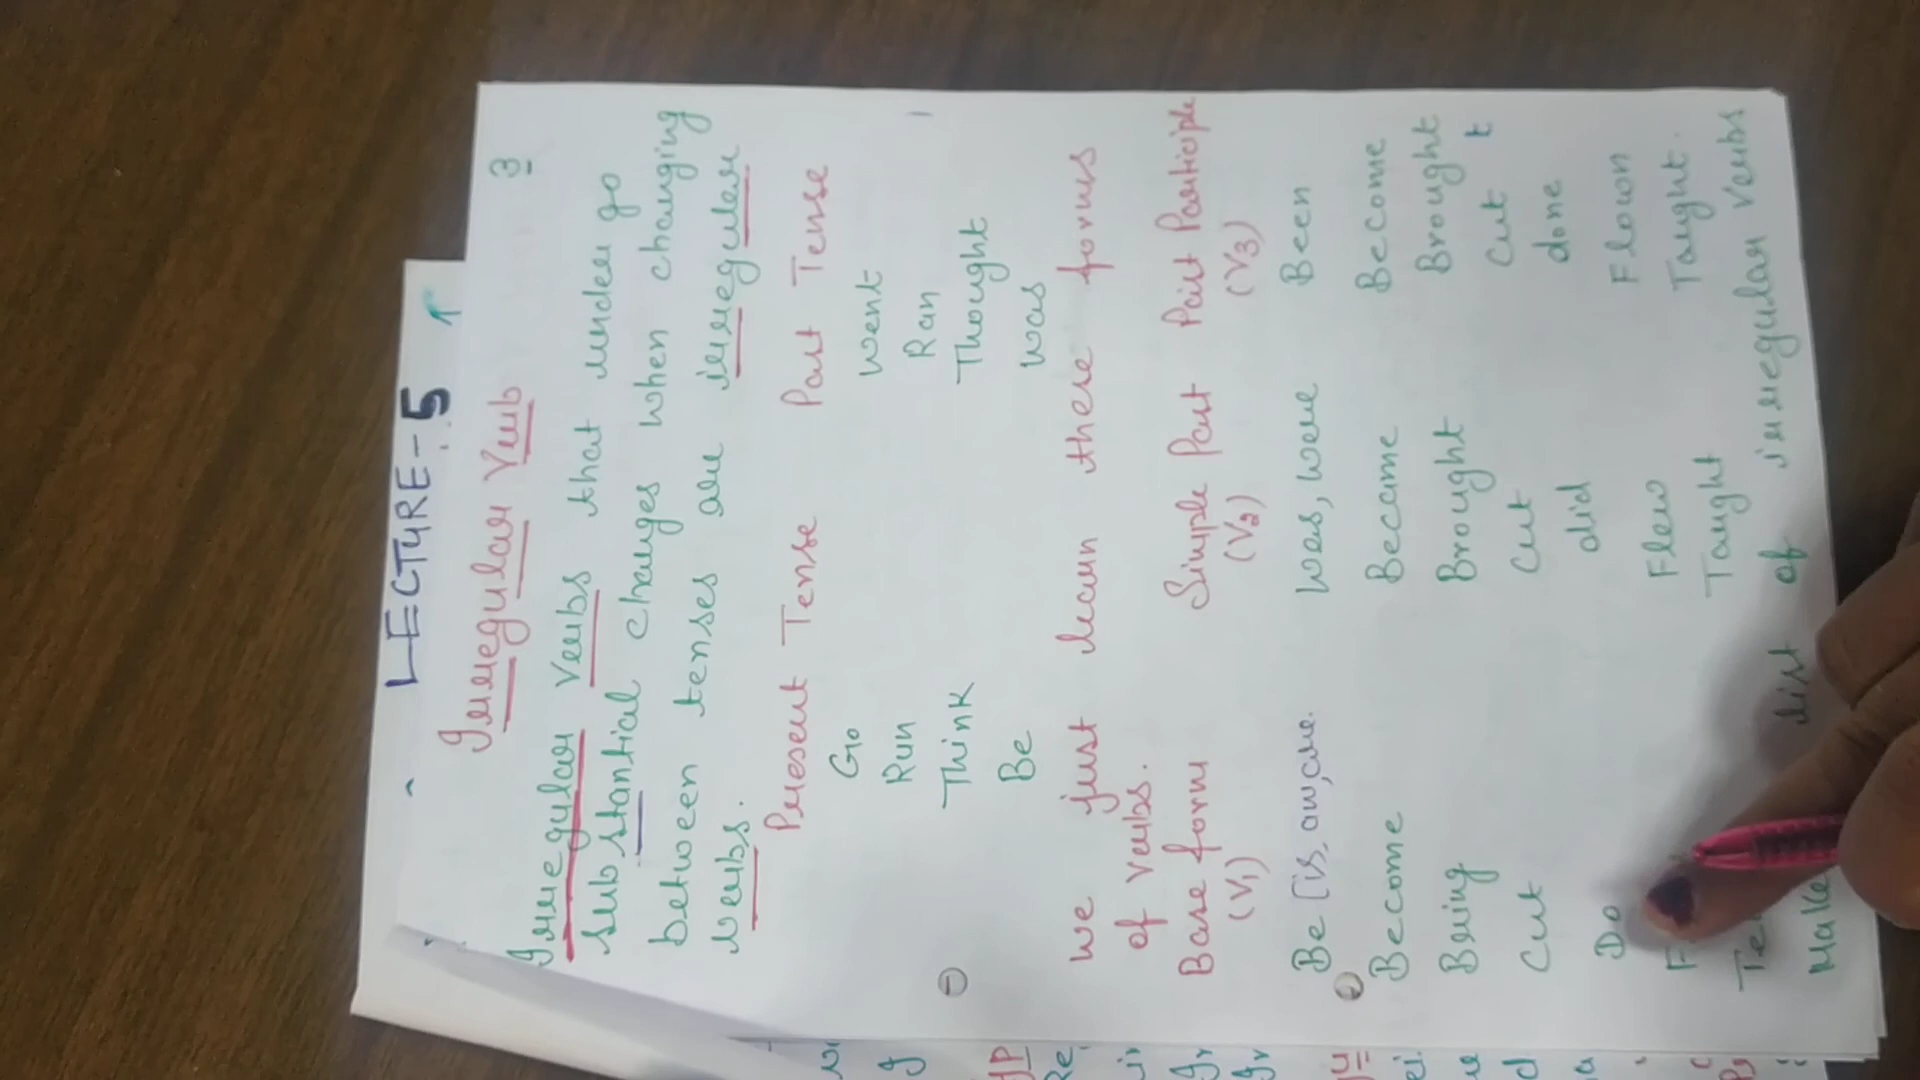 LECTURE-5
3
Irregular Verb
Irregular Verbs that under go
substantial changes when changing
between tenses are irregular
verbs.
Present Tense Past Tense
Go went
Run Ran
Think Thought
Be was
we just learn there forms
of verbs.
Base form Simple Past Past Participle
(V1) (V2) (V3)
Be [is, am, are. was, were Been
Become Became Become
Bring Brought Brought
Cut Cut Cut
Do did done
Flew Flown
Taught Taught.
Make list of irregular verbs